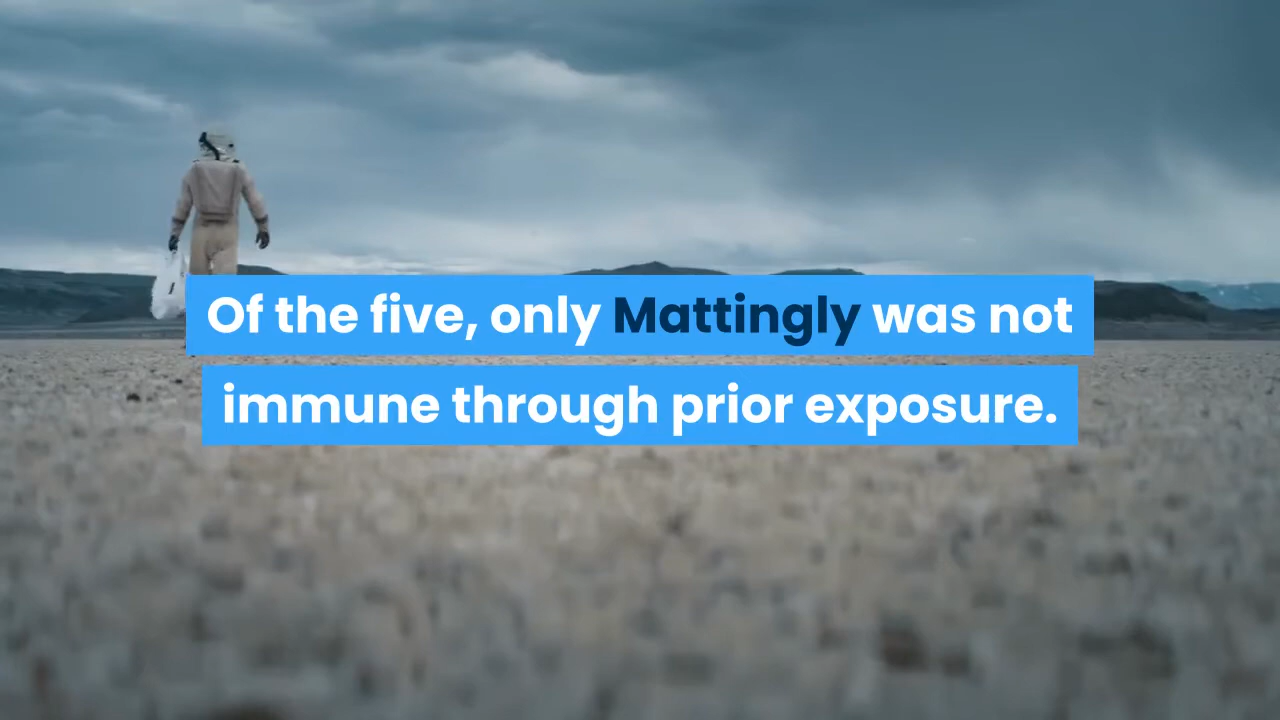 Of the five, only Mattingly was not
immune through prior exposure.